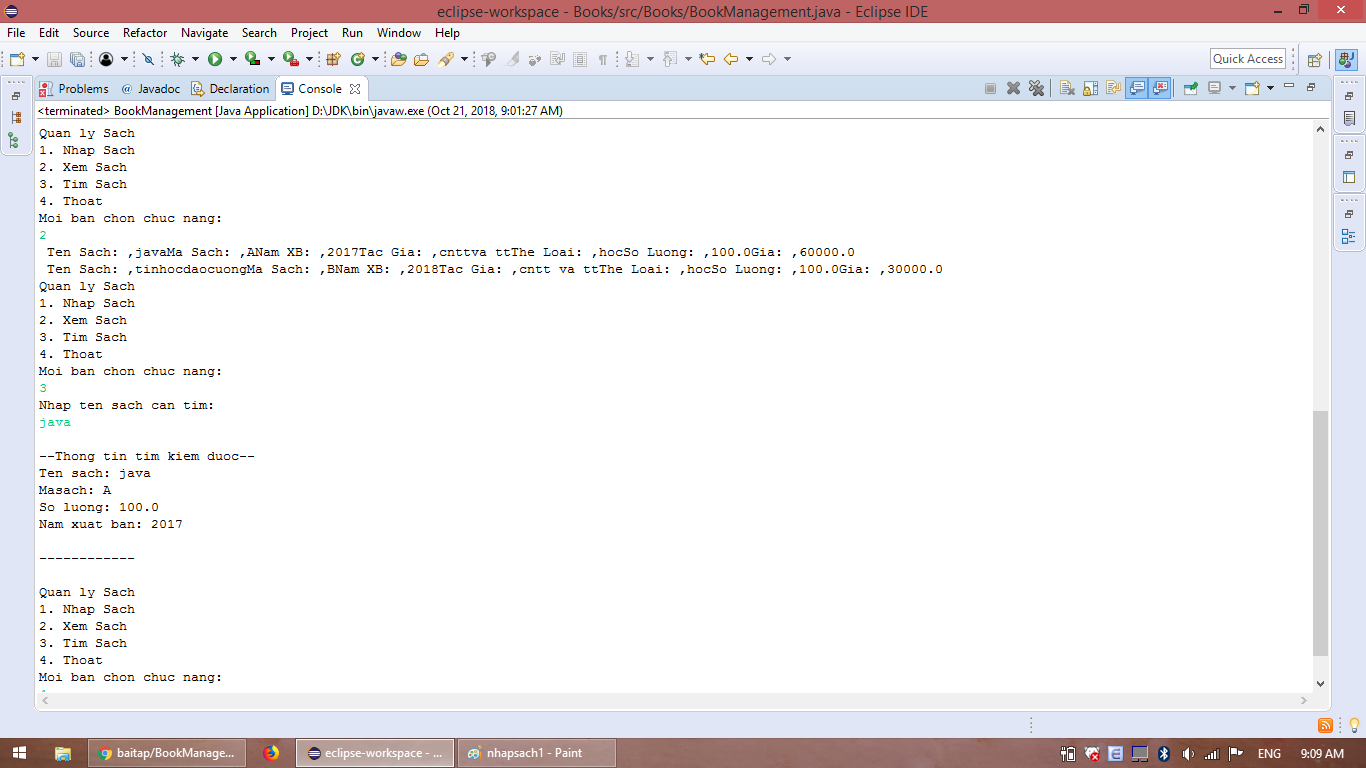 eclipse-workspace - Books/src/Books/BookManagement.java - Eclipse IDE
File Edit Source Refactor Navigate Search Project Run Window Help
Quick Access
Problems @ Javadoc Declaration Console
<terminated> BookManagement [Java Application] D:\JDK\bin\javaw.exe (Oct 21, 2018, 9:01:27 AM)
Quan ly Sach
1. Nhap Sach
2. Xem Sach
3. Tim Sach
4. Thoat
Moi ban chon chuc nang:
2
Ten Sach: ,javaMa Sach: ,ANam XB: ,2017Tac Gia: ,cnttva ttThe Loai: ,hocSo Luong: ,100.0Gia: ,60000.0
Ten Sach: ,tinhocdaocuongMa Sach: ,BNam XB: ,2018Tac Gia: ,cntt va ttThe Loai: ,hocSo Luong: ,100.0Gia: ,30000.0
Quan ly Sach
1. Nhap Sach
2. Xem Sach
3. Tim Sach
4. Thoat
Moi ban chon chuc nang:
3
Nhap ten sach can tim:
java
--Thong tin tim kiem duoc--
Ten sach: java
Masach: A
So luong: 100.0
Nam xuat ban: 2017
------------
Quan ly Sach
1. Nhap Sach
2. Xem Sach
3. Tim Sach
4. Thoat
Moi ban chon chuc nang:
baitap/BookManage... eclipse-workspace - ... nhapsach1 - Paint ENG 9:09 AM